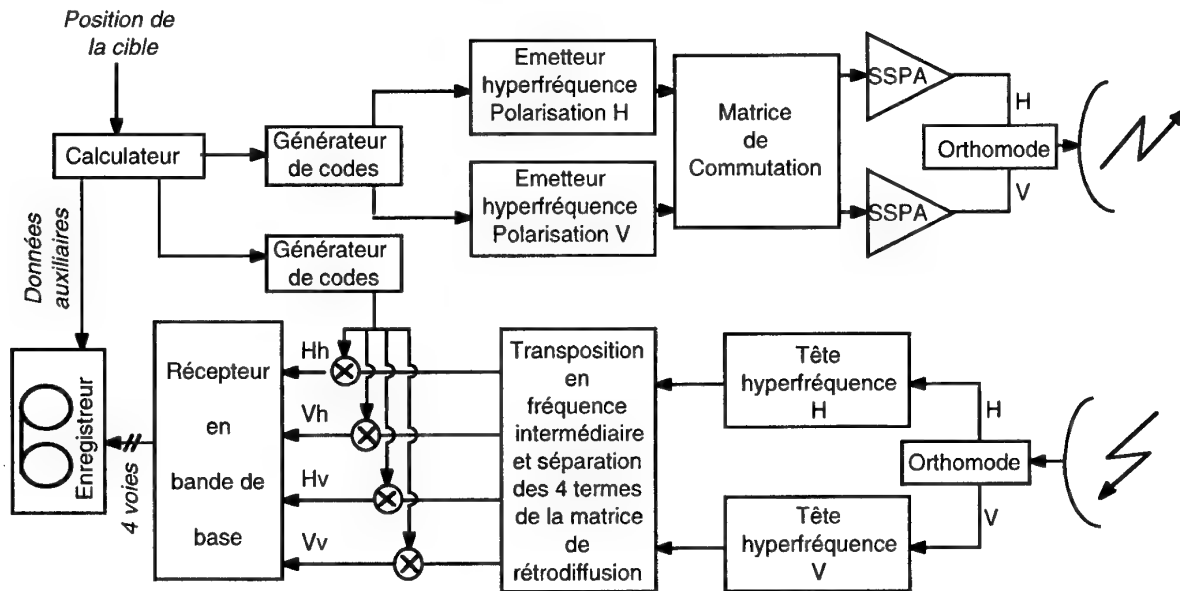 Position de
la cible
Calculateur
Générateur
de codes
Emetteur
hyperfréquence
Polarisation H
Emetteur
hyperfréquence
Polarisation V
Matrice
de
Commutation
SSPA
SSPA
H
Orthomode
V
Données
auxiliaires
Générateur
de codes
Enregistreur
4 voies
Récepteur
en
bande de
base
Hh
Vh
Hv
Vv
Transposition
en
fréquence
intermédiaire
et séparation
des 4 termes
de la matrice
de
rétrodiffusion
Tête
hyperfréquence
H
Tête
hyperfréquence
V
H
Orthomode
V